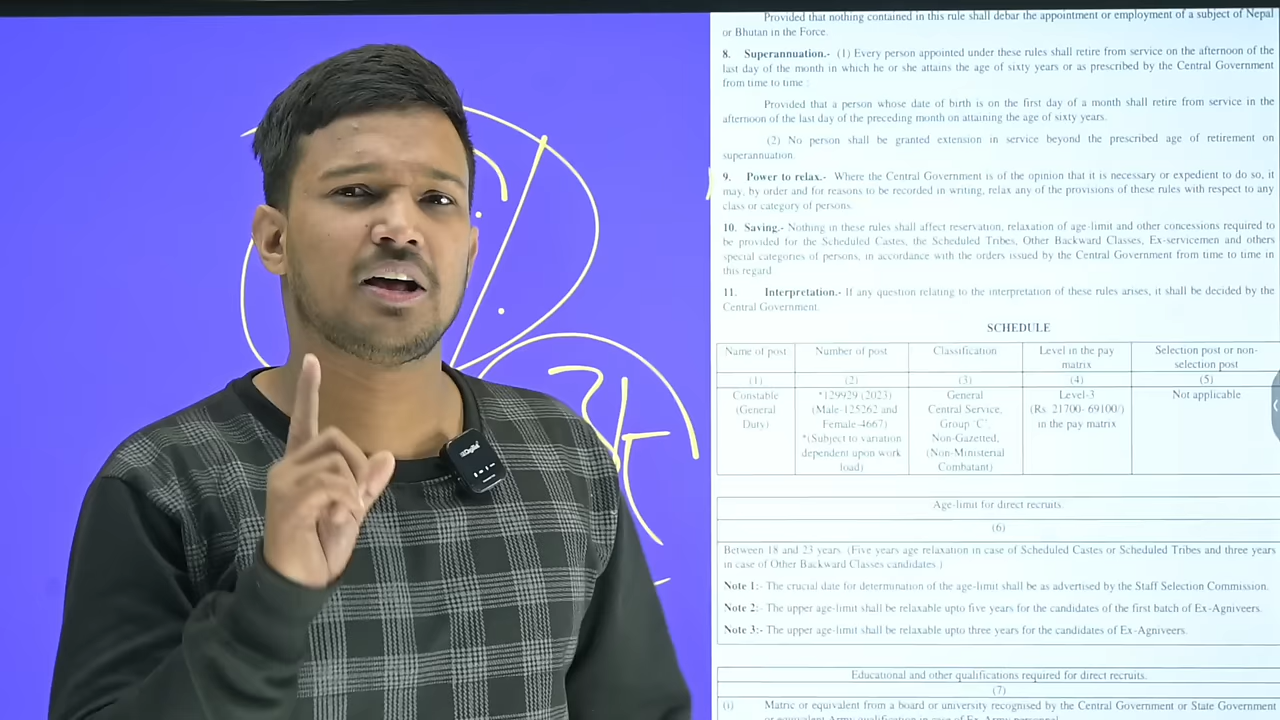 Provided that nothing contained in this rule shall debar the appointment or employment of a subject of Nepal
or Bhutan in the Force.
8. Superannuation.- (1) Every person appointed under these rules shall retire from service on the afternoon of the
last day of the month in which he or she attains the age of sixty years or as prescribed by the Central Government
from time to time :
Provided that a person whose date of birth is on the first day of a month shall retire from service in the
afternoon of the last day of the preceding month on attaining the age of sixty years.
(2) No person shall be granted extension in service beyond the prescribed age of retirement on
superannuation.
9. Power to relax.- Where the Central Government is of the opinion that it is necessary or expedient to do so, it
may, by order and for reasons to be recorded in writing, relax any of the provisions of these rules with respect to any
class or category of persons.
10. Saving.- Nothing in these rules shall affect reservation, relaxation of age-limit and other concessions required to
be provided for the Scheduled Castes, the Scheduled Tribes, Other Backward Classes, Ex-servicemen and others
special categories of persons, in accordance with the orders issued by the Central Government from time to time in
this regard
11. Interpretation.- If any question relating to the interpretation of these rules arises, it shall be decided by the
Central Government.
SCHEDULE
Name of post
Number of post
Classification
Level in the pay
matrix
Selection post or non-
selection post
(1)
(2)
(3)
(4)
(5)
Constable
(General
Duty)
*129929 (2023)
(Male-125262 and
Female-4667)
*(Subject to variation
dependent upon work
load)
General
Central Service,
Group 'C',
Non-Gazetted,
(Non-Ministerial
Combatant)
Level-3
(Rs 21700- 69100/)
in the pay matrix
Not applicable
Age-limit for direct recruits.
(6)
Between 18 and 23 years. (Five years age relaxation in case of Scheduled Castes or Scheduled Tribes and three years
in case of Other Backward Classes candidates.)
Note 1:- The crucial date for determination of the age-limit shall be as advertised by the Staff Selection Commission.
Note 2:- The upper age-limit shall be relaxable upto five years for the candidates of the first batch of Ex-Agniveers.
Note 3:- The upper age-limit shall be relaxable upto three years for the candidates of Ex-Agniveers.
Educational and other qualifications required for direct recruits.
(7)
(i) Matric or equivalent from a board or university recognised by the Central Government or State Government